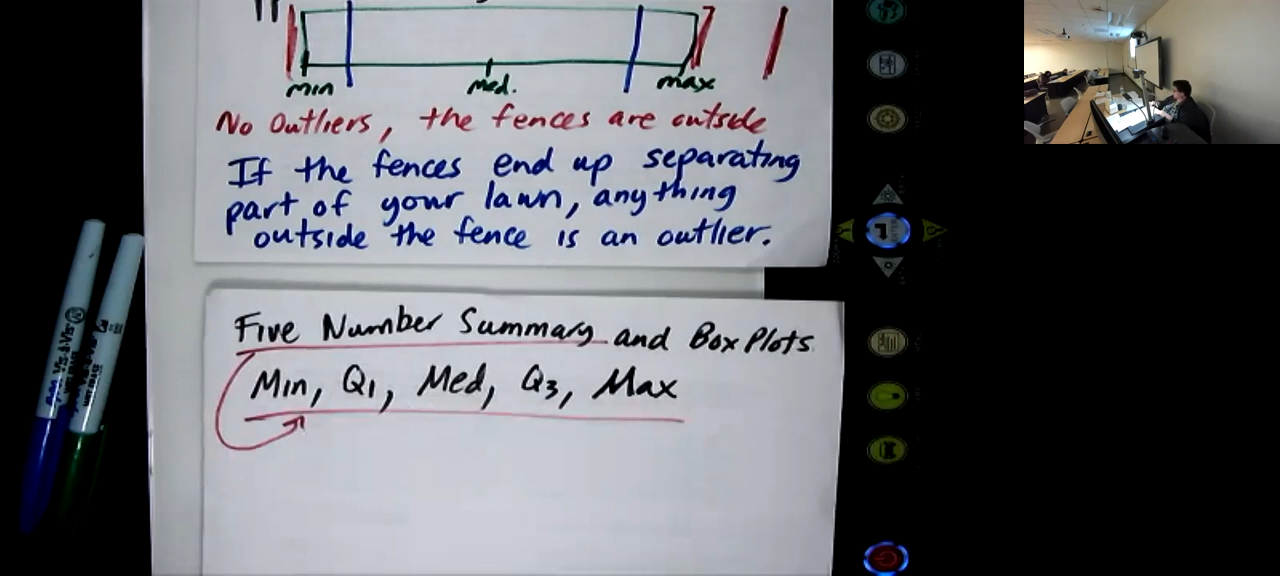 min med. max
No Outliers, the fences are outside
If the fences end up separating
part of your lawn, anything
outside the fence is an outlier.
Five Number Summary and Box Plots
Min, Q1, Med, Q3, Max